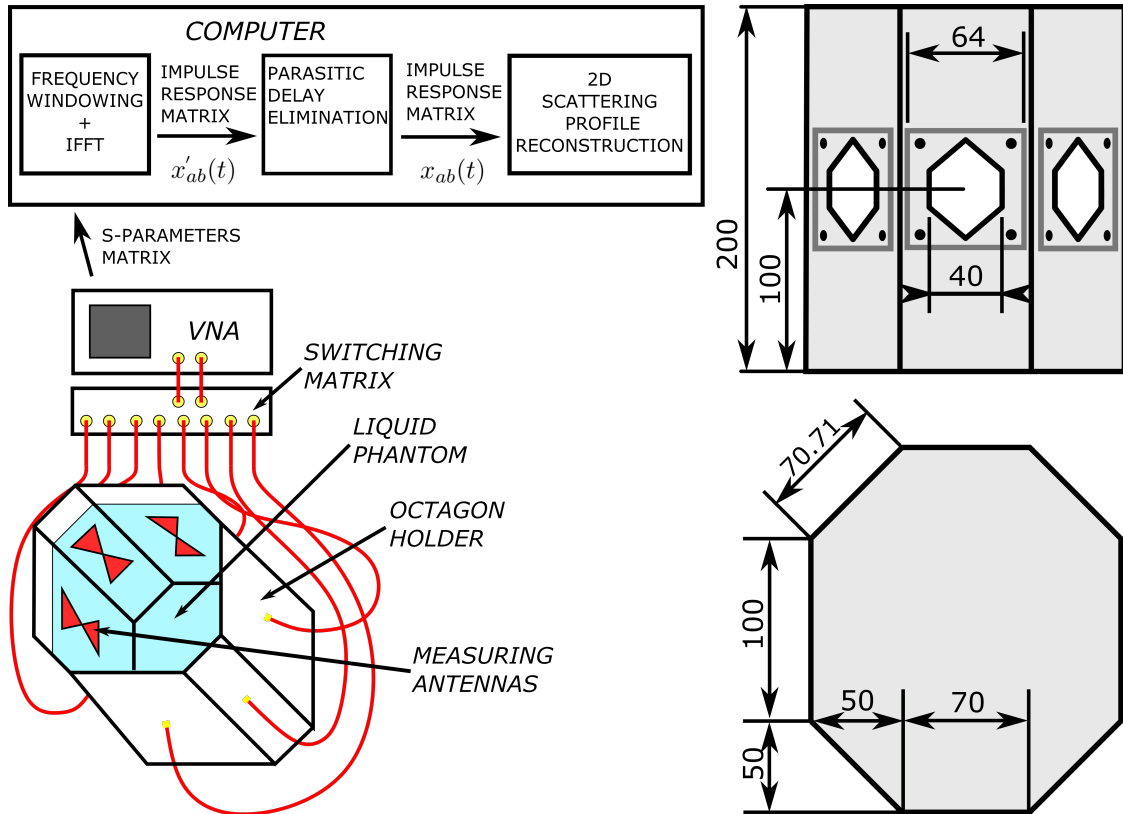 COMPUTER
FREQUENCY
WINDOWING
+
IFFT
IMPULSE
RESPONSE
MATRIX
x'ab(t)
PARASITIC
DELAY
ELIMINATION
IMPULSE
RESPONSE
MATRIX
xab(t)
2D
SCATTERING
PROFILE
RECONSTRUCTION
S-PARAMETERS
MATRIX
VNA
SWITCHING
MATRIX
LIQUID
PHANTOM
OCTAGON
HOLDER
MEASURING
ANTENNAS
64
200
100
40
70.71
100
50
70
50